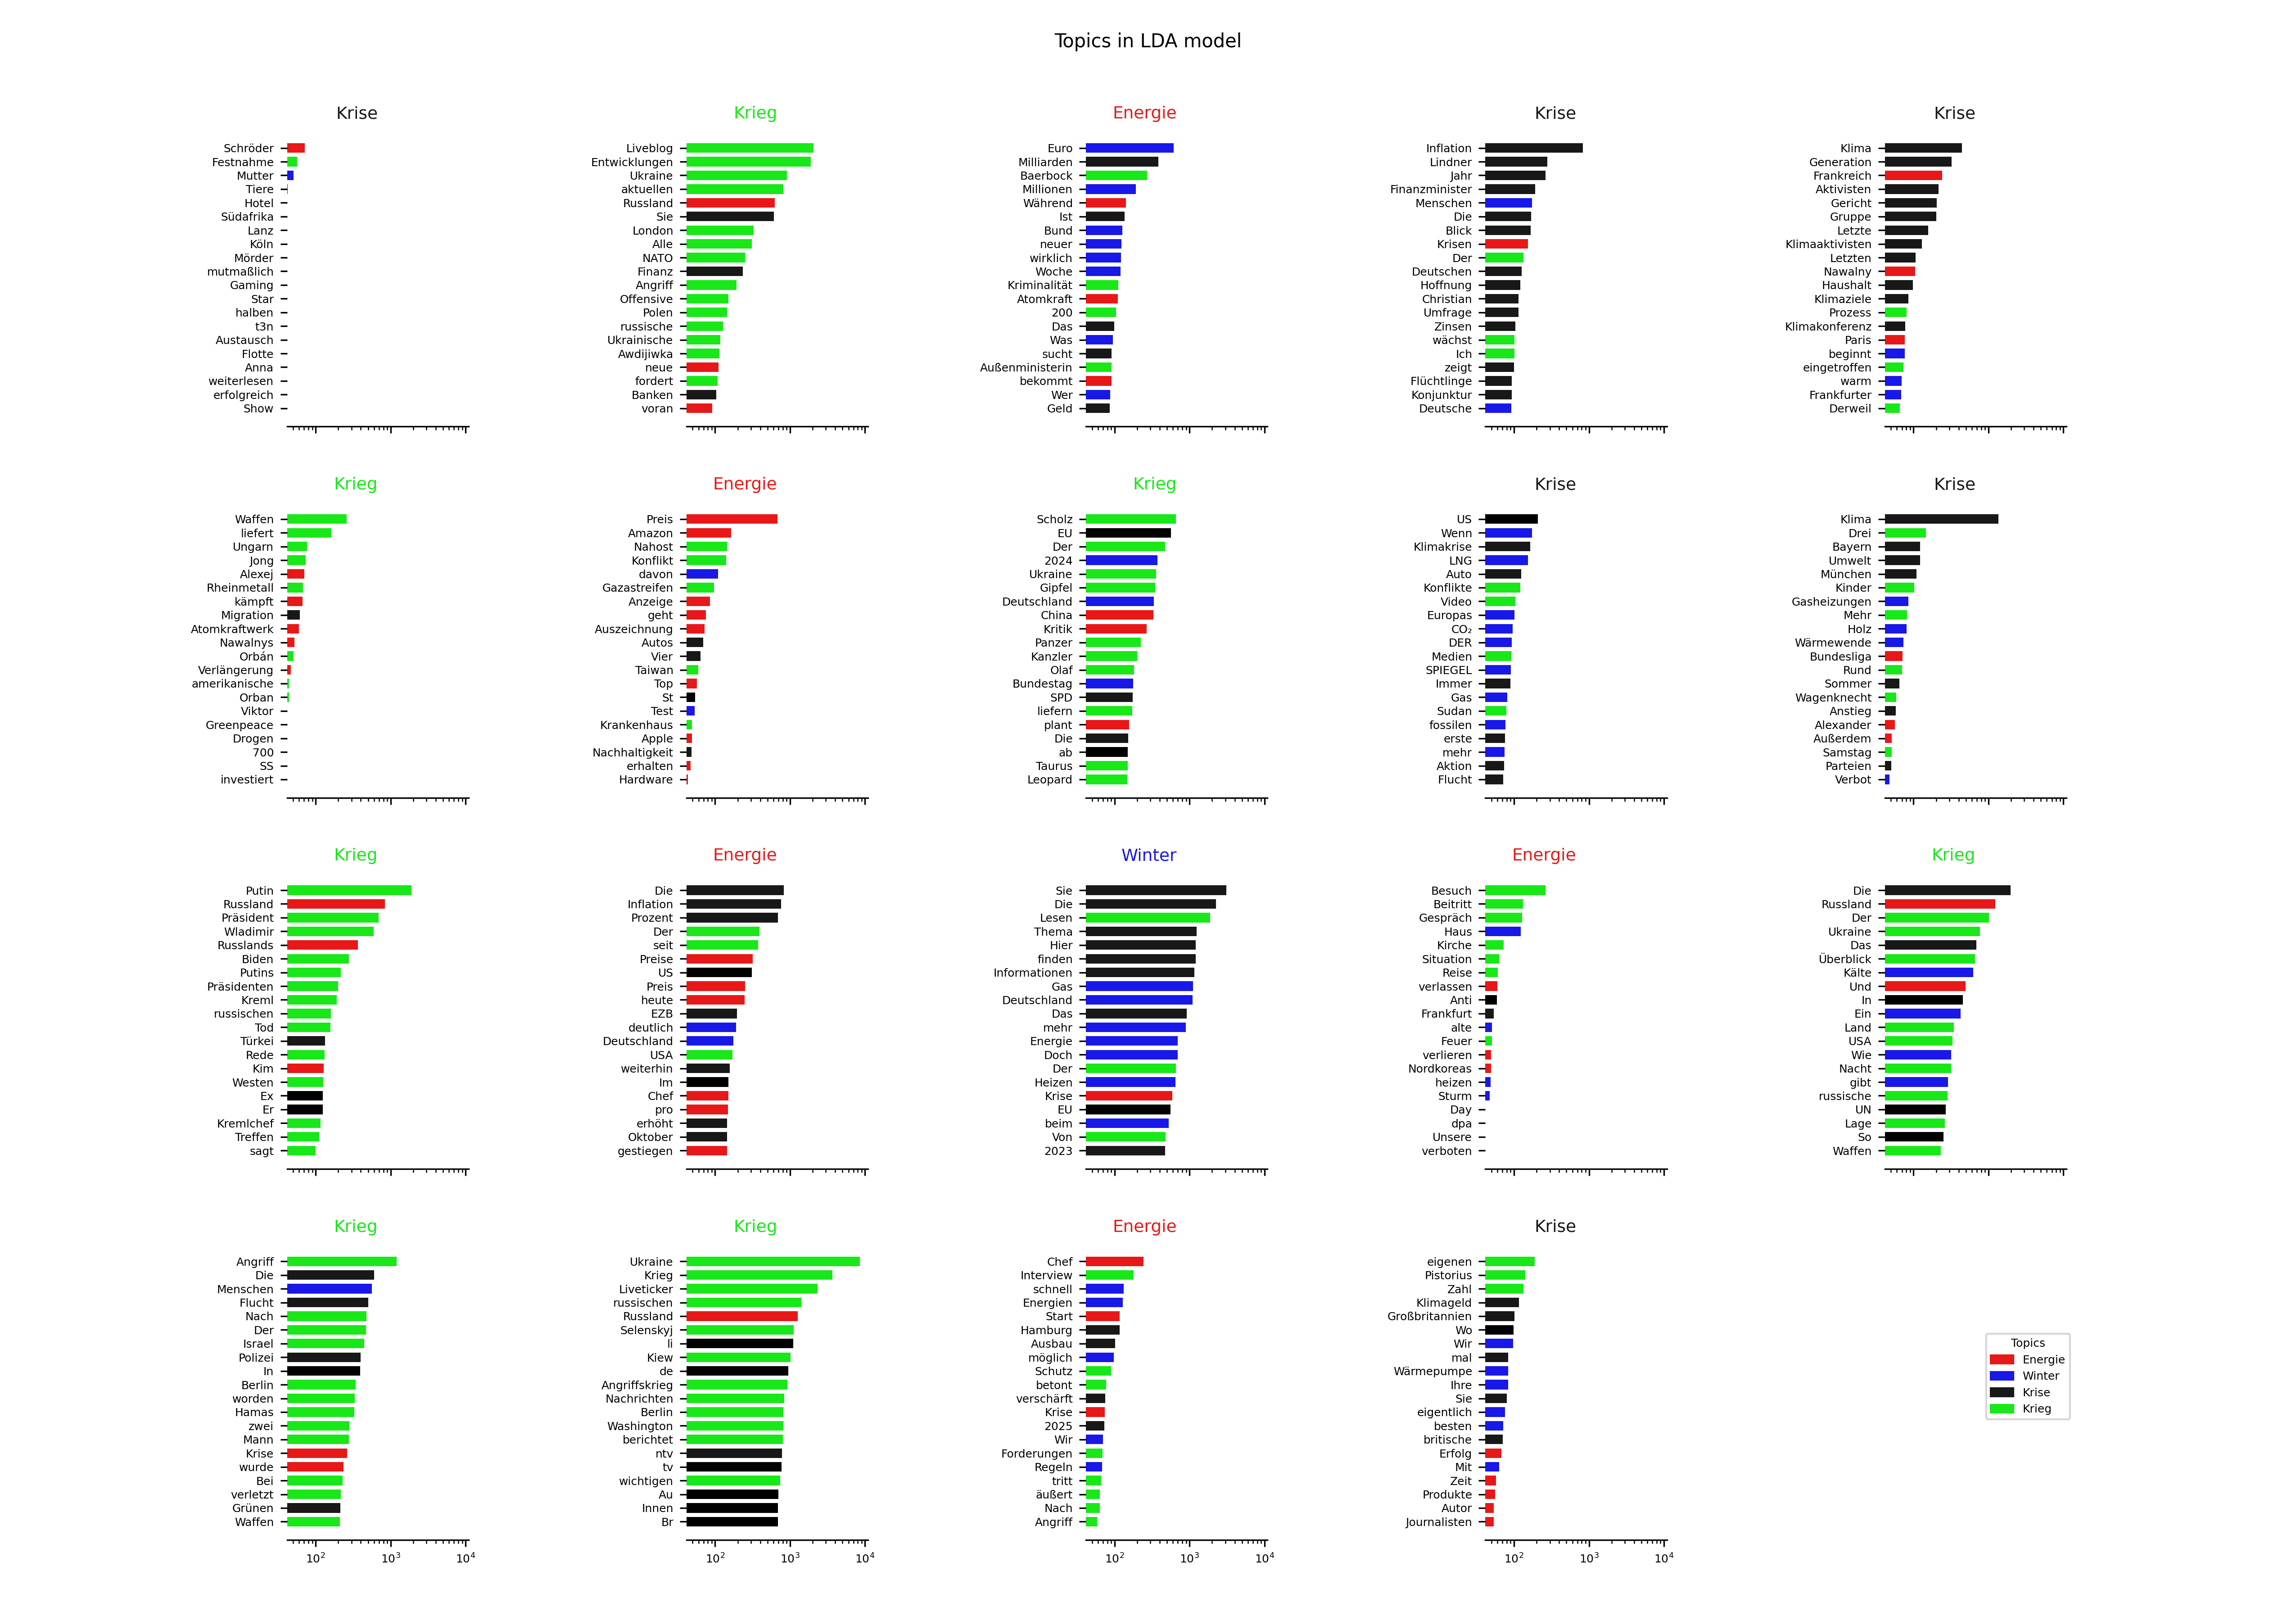 Topics in LDA model
Krise
Schröder
Festnahme
Mutter
Tiere
Hotel
Südafrika
Lanz
Köln
Mörder
mutmaßlich
Gaming
Star
halben
t3n
Austausch
Flotte
Anna
weiterlesen
erfolgreich
Show
Krieg
Liveblog
Entwicklungen
Ukraine
aktuellen
Russland
Sie
London
Alle
NATO
Finanz
Angriff
Offensive
Polen
russische
Ukrainische
Awdijiwka
neue
fordert
Banken
voran
Energie
Euro
Milliarden
Baerbock
Millionen
Während
Ist
Bund
neuer
wirklich
Woche
Kriminalität
Atomkraft
200
Das
Was
sucht
Außenministerin
bekommt
Wer
Geld
Krise
Inflation
Lindner
Jahr
Finanzminister
Menschen
Die
Blick
Krisen
Der
Deutschen
Hoffnung
Christian
Umfrage
Zinsen
wächst
Ich
zeigt
Flüchtlinge
Konjunktur
Deutsche
Krise
Klima
Generation
Frankreich
Aktivisten
Gericht
Gruppe
Letzte
Klimaaktivisten
Letzten
Nawalny
Haushalt
Klimaziele
Prozess
Klimakonferenz
Paris
beginnt
eingetroffen
warm
Frankfurter
Derweil
Krieg
Waffen
liefert
Ungarn
Jong
Alexej
Rheinmetall
kämpft
Migration
Atomkraftwerk
Nawalnys
Orbán
Verlängerung
amerikanische
Orban
Viktor
Greenpeace
Drogen
700
SS
investiert
Energie
Preis
Amazon
Nahost
Konflikt
davon
Gazastreifen
Anzeige
geht
Auszeichnung
Autos
Vier
Taiwan
Top
St
Test
Krankenhaus
Apple
Nachhaltigkeit
erhalten
Hardware
Krieg
Scholz
EU
Der
2024
Ukraine
Gipfel
Deutschland
China
Kritik
Panzer
Kanzler
Olaf
Bundestag
SPD
liefern
plant
Die
ab
Taurus
Leopard
Krise
US
Wenn
Klimakrise
LNG
Auto
Konflikte
Video
Europas
CO₂
DER
Medien
SPIEGEL
Immer
Gas
Sudan
fossilen
erste
mehr
Aktion
Flucht
Krise
Klima
Drei
Bayern
Umwelt
München
Kinder
Gasheizungen
Mehr
Holz
Wärmewende
Bundesliga
Rund
Sommer
Wagenknecht
Anstieg
Alexander
Außerdem
Samstag
Parteien
Verbot
Krieg
Putin
Russland
Präsident
Wladimir
Russlands
Biden
Putins
Präsidenten
Kreml
russischen
Tod
Türkei
Rede
Kim
Westen
Ex
Er
Kremlchef
Treffen
sagt
Energie
Die
Inflation
Prozent
Der
seit
Preise
US
Preis
heute
EZB
deutlich
Deutschland
USA
weiterhin
Im
Chef
pro
erhöht
Oktober
gestiegen
Winter
Sie
Die
Lesen
Thema
Hier
finden
Informationen
Gas
Deutschland
Das
mehr
Energie
Doch
Der
Heizen
Krise
EU
beim
Von
2023
Energie
Besuch
Beitritt
Gespräch
Haus
Kirche
Situation
Reise
verlassen
Anti
Frankfurt
alte
Feuer
verlieren
Nordkoreas
heizen
Sturm
Day
dpa
Unsere
verboten
Krieg
Die
Russland
Der
Ukraine
Das
Überblick
Kälte
Und
In
Ein
Land
USA
Wie
Nacht
gibt
russische
UN
Lage
So
Waffen
Krieg
Angriff
Die
Menschen
Flucht
Nach
Der
Israel
Polizei
In
Berlin
worden
Hamas
zwei
Mann
Krise
wurde
Bei
verletzt
Grünen
Waffen
10² 10³ 10⁴
Krieg
Ukraine
Krieg
Liveticker
russischen
Russland
Selenskyj
li
Kiew
de
Angriffskrieg
Nachrichten
Berlin
Washington
berichtet
ntv
tv
wichtigen
Au
Innen
Br
10² 10³ 10⁴
Energie
Chef
Interview
schnell
Energien
Start
Hamburg
Ausbau
möglich
Schutz
betont
verschärft
Krise
2025
Wir
Forderungen
Regeln
tritt
äußert
Nach
Angriff
10² 10³ 10⁴
Krise
eigenen
Pistorius
Zahl
Klimageld
Großbritannien
Wo
Wir
mal
Wärmepumpe
Ihre
Sie
eigentlich
besten
britische
Erfolg
Mit
Zeit
Produkte
Autor
Journalisten
10² 10³ 10⁴
Topics
Energie
Winter
Krise
Krieg